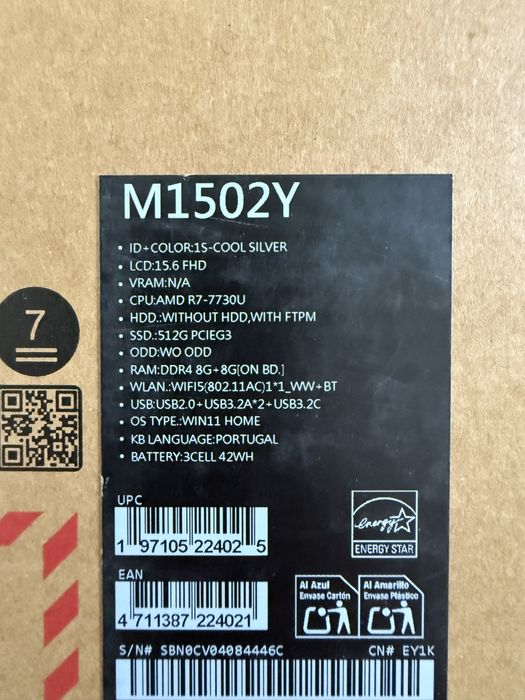 M1502Y
• ID+COLOR:1S-COOL SILVER
• LCD:15.6 FHD
• VRAM:N/A
• CPU:AMD R7-7730U
• HDD.:WITHOUT HDD,WITH FTPM
• SSD.:512G PCIEG3
• ODD:WO ODD
• RAM:DDR4 8G+8G[ON BD.]
• WLAN.:WIFI5(802.11AC)1*1_WW+BT
• USB:USB2.0+USB3.2A*2+USB3.2C
• OS TYPE.:WIN11 HOME
• KB LANGUAGE:PORTUGAL
• BATTERY:3CELL 42WH
7
UPC
1 97105 22402 5
energy
ENERGY STAR
EAN
4 711387 224021
Al Azul
Envase Cartón
Al Amarillo
Envase Plástico
S/N# SBN0CV04084446C
CN# EY1K